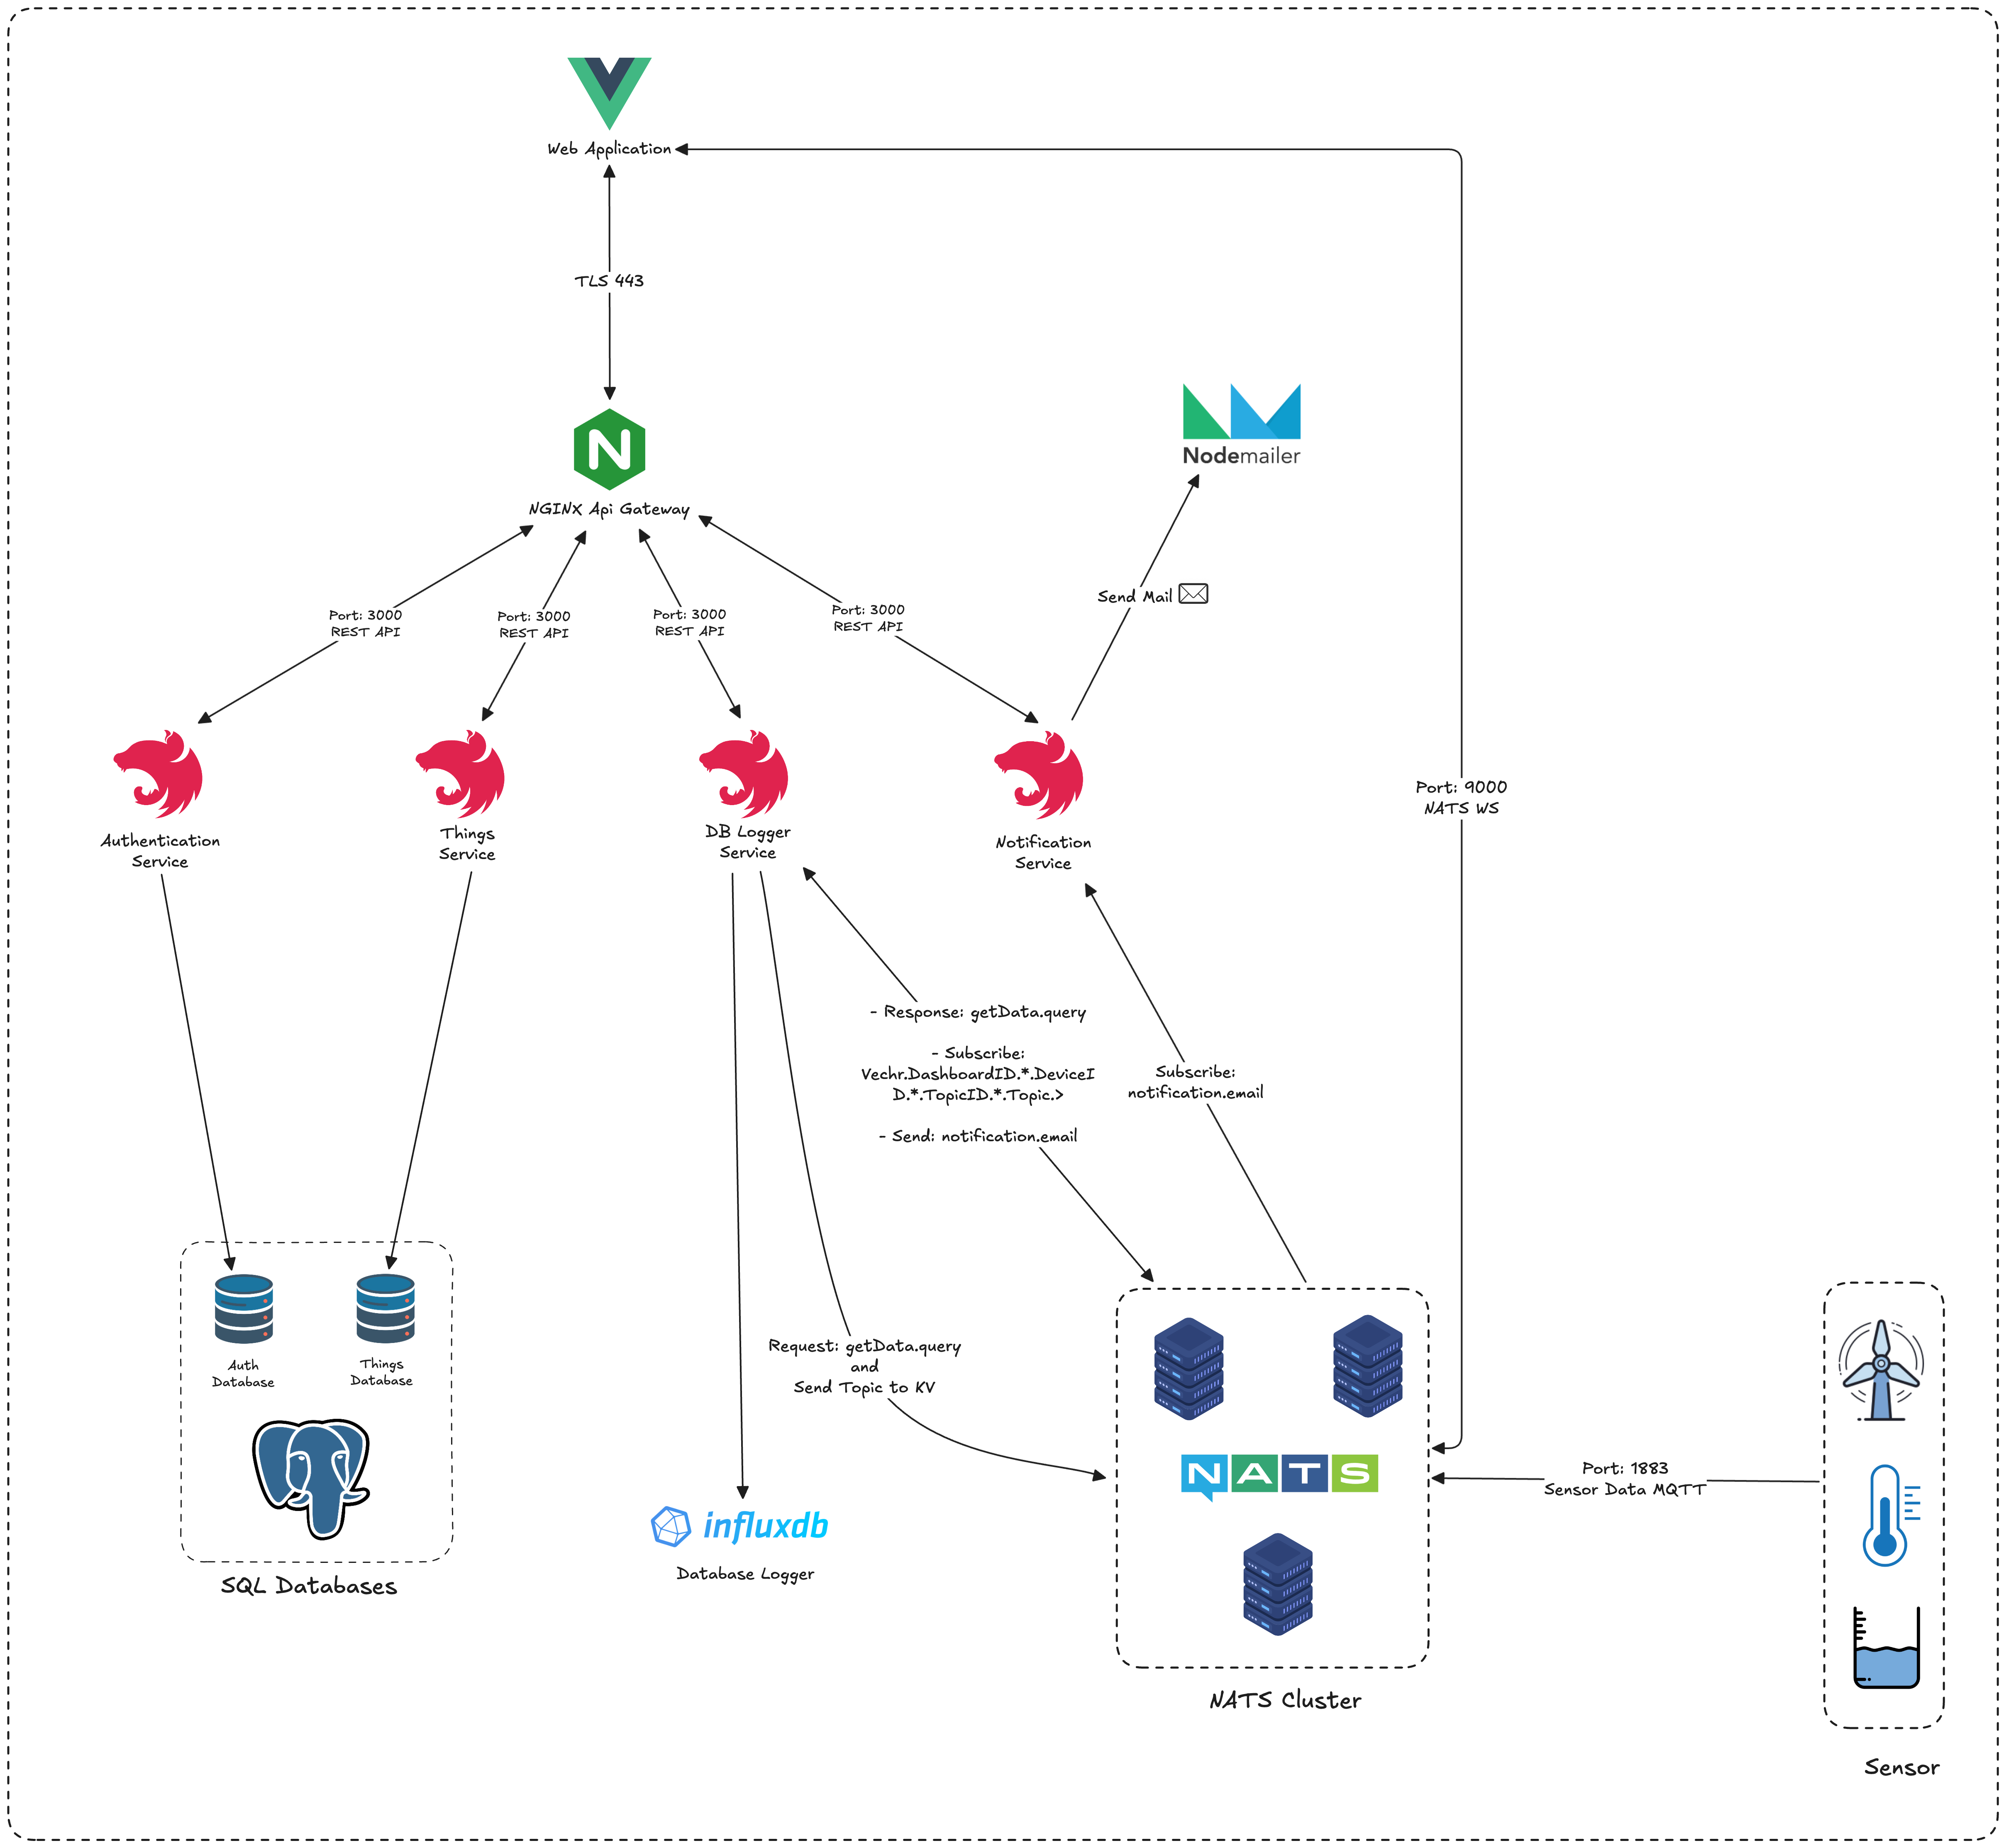 Web Application
TLS 443
N
NGINX Api Gateway
Nodemailer
Send Mail
Port: 3000
REST API
Port: 3000
REST API
Port: 3000
REST API
Port: 3000
REST API
Authentication
Service
Things
Service
DB Logger
Service
Notification
Service
Port: 9000
NATS WS
- Response: getData.query
- Subscribe:
Vechr.DashboardID.*.DeviceI
D.*.TopicID.*.Topic.>
- Send: notification.email
Subscribe:
notification.email
Request: getData.query
and
Send Topic to KV
Auth
Database
Things
Database
SQL Databases
influxdb
Database Logger
NATS
NATS Cluster
Port: 1883
Sensor Data MQTT
Sensor